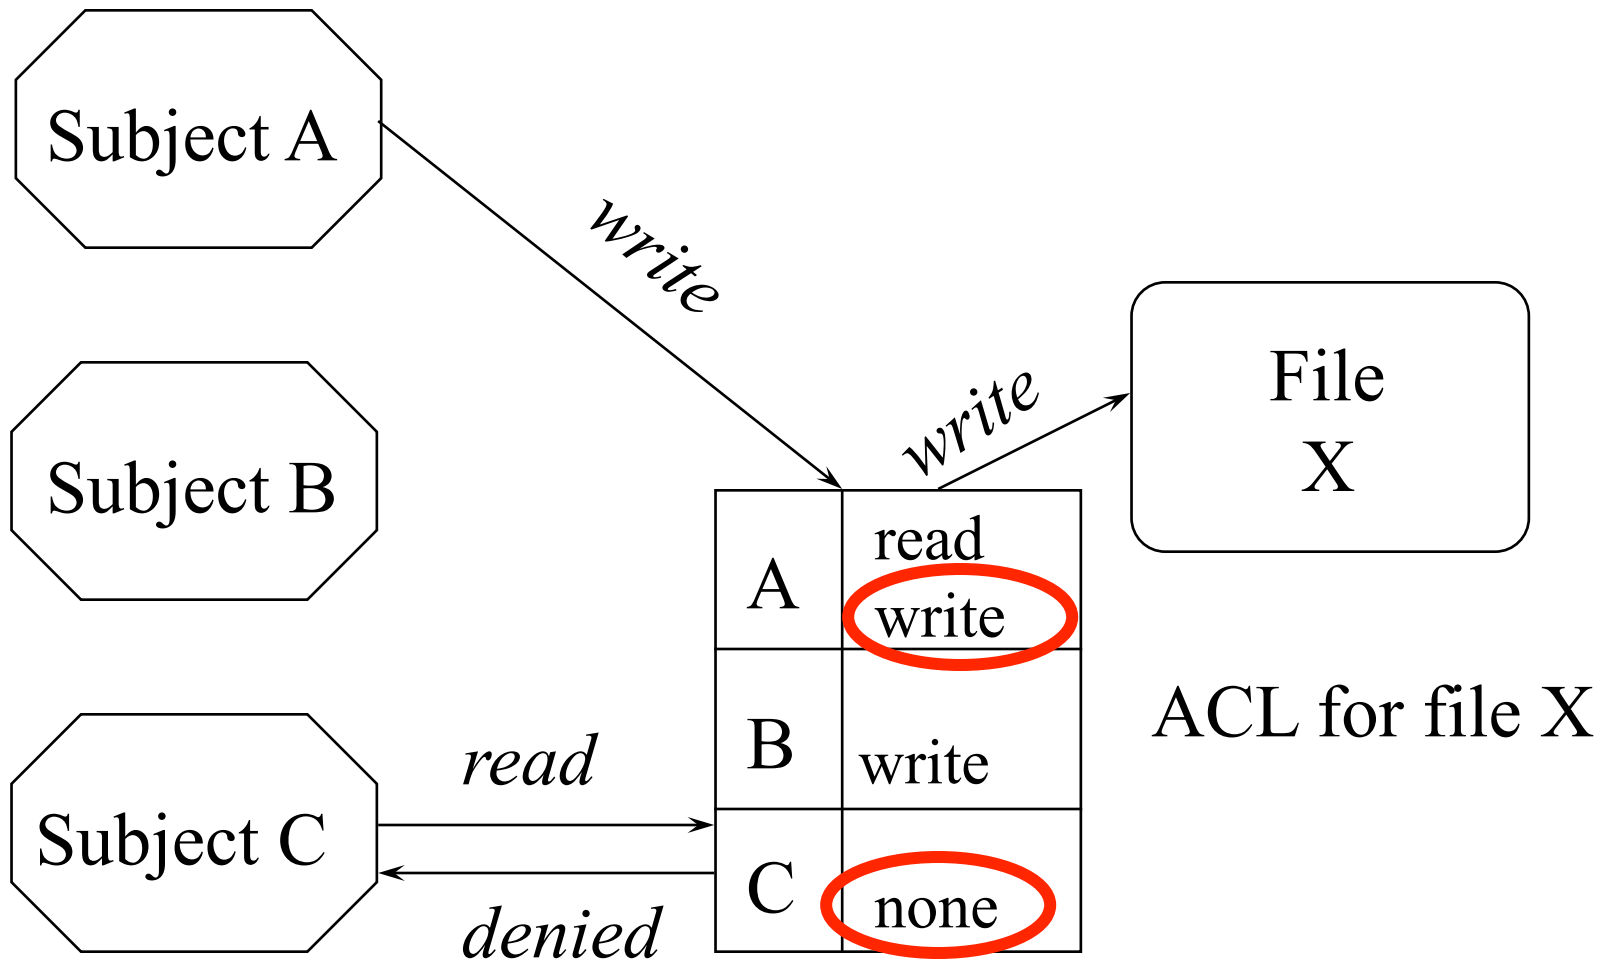 Subject A
write
write
File
X
Subject B
A
read
write
ACL for file X
B
write
Subject C
read
denied
C
none